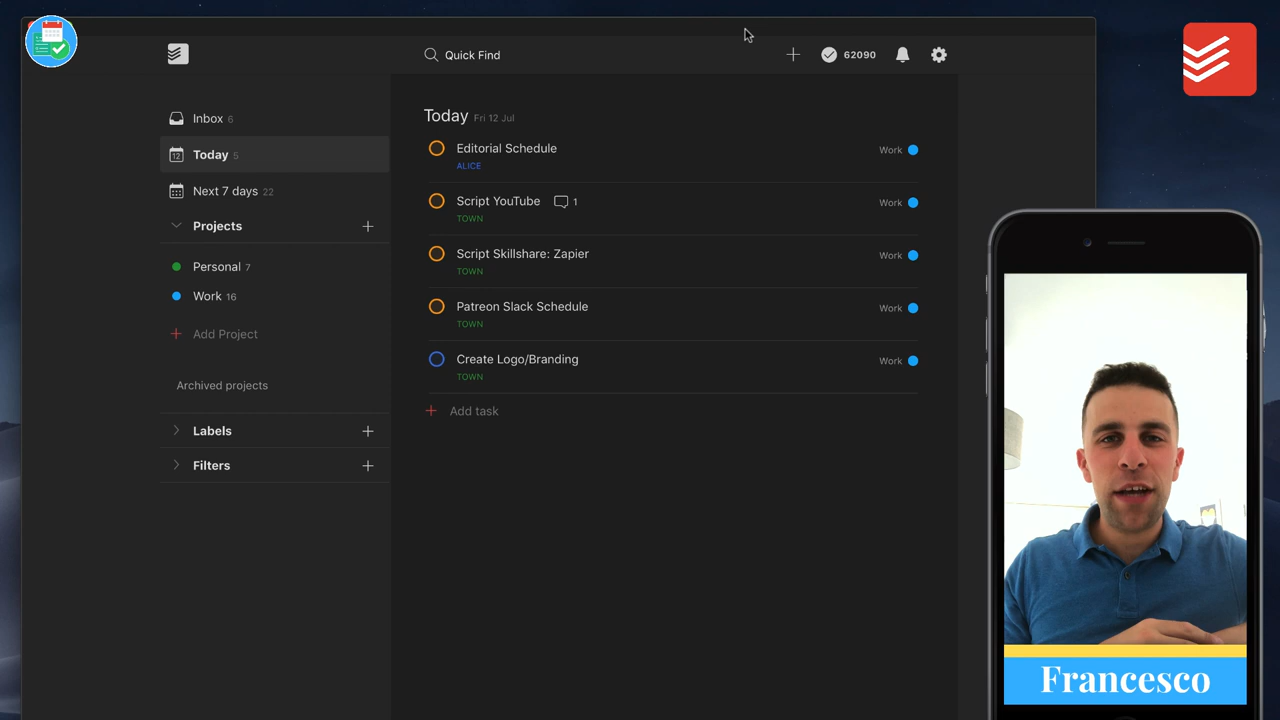 Quick Find
62090
Inbox 6
12 Today 5
Next 7 days 22
Projects
Personal 7
Work 16
Add Project
Archived projects
Labels
Filters
Today Fri 12 Jul
Editorial Schedule Work
ALICE
Script YouTube 1 Work
TOWN
Script Skillshare: Zapier Work
TOWN
Patreon Slack Schedule Work
TOWN
Create Logo/Branding Work
TOWN
Add task
Francesco